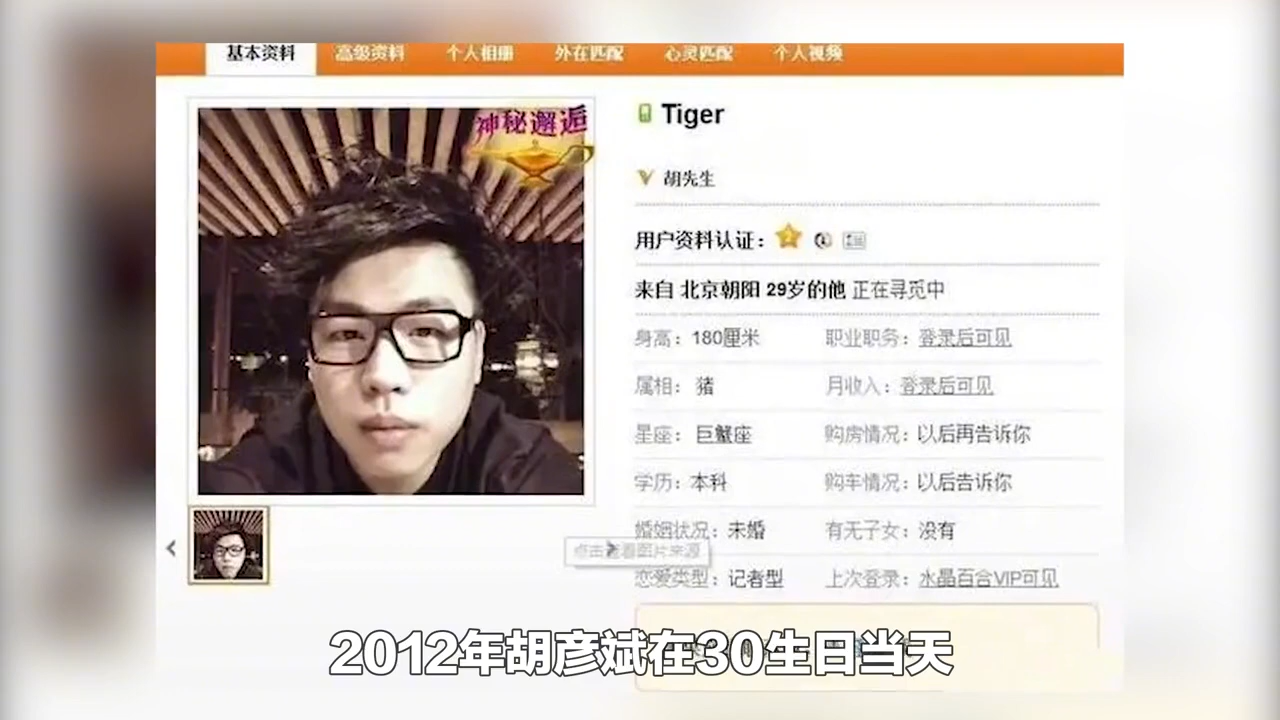 基本资料 高级资料 个人相册 外在匹配 心灵匹配 个人视频
神秘邂逅
Tiger
胡先生
用户资料认证：
来自 北京朝阳 29岁的他 正在寻觅中
身高： 180厘米 职业职务： 登录后可见
属相： 猪 月收入： 登录后可见
星座： 巨蟹座 购房情况： 以后再告诉你
学历： 本科 购车情况： 以后告诉你
婚姻状况： 未婚 有无子女： 没有
点击查看图片来源
恋爱类型： 记者型 上次登录： 水晶百合VIP可见
2012年胡彦斌在30生日当天